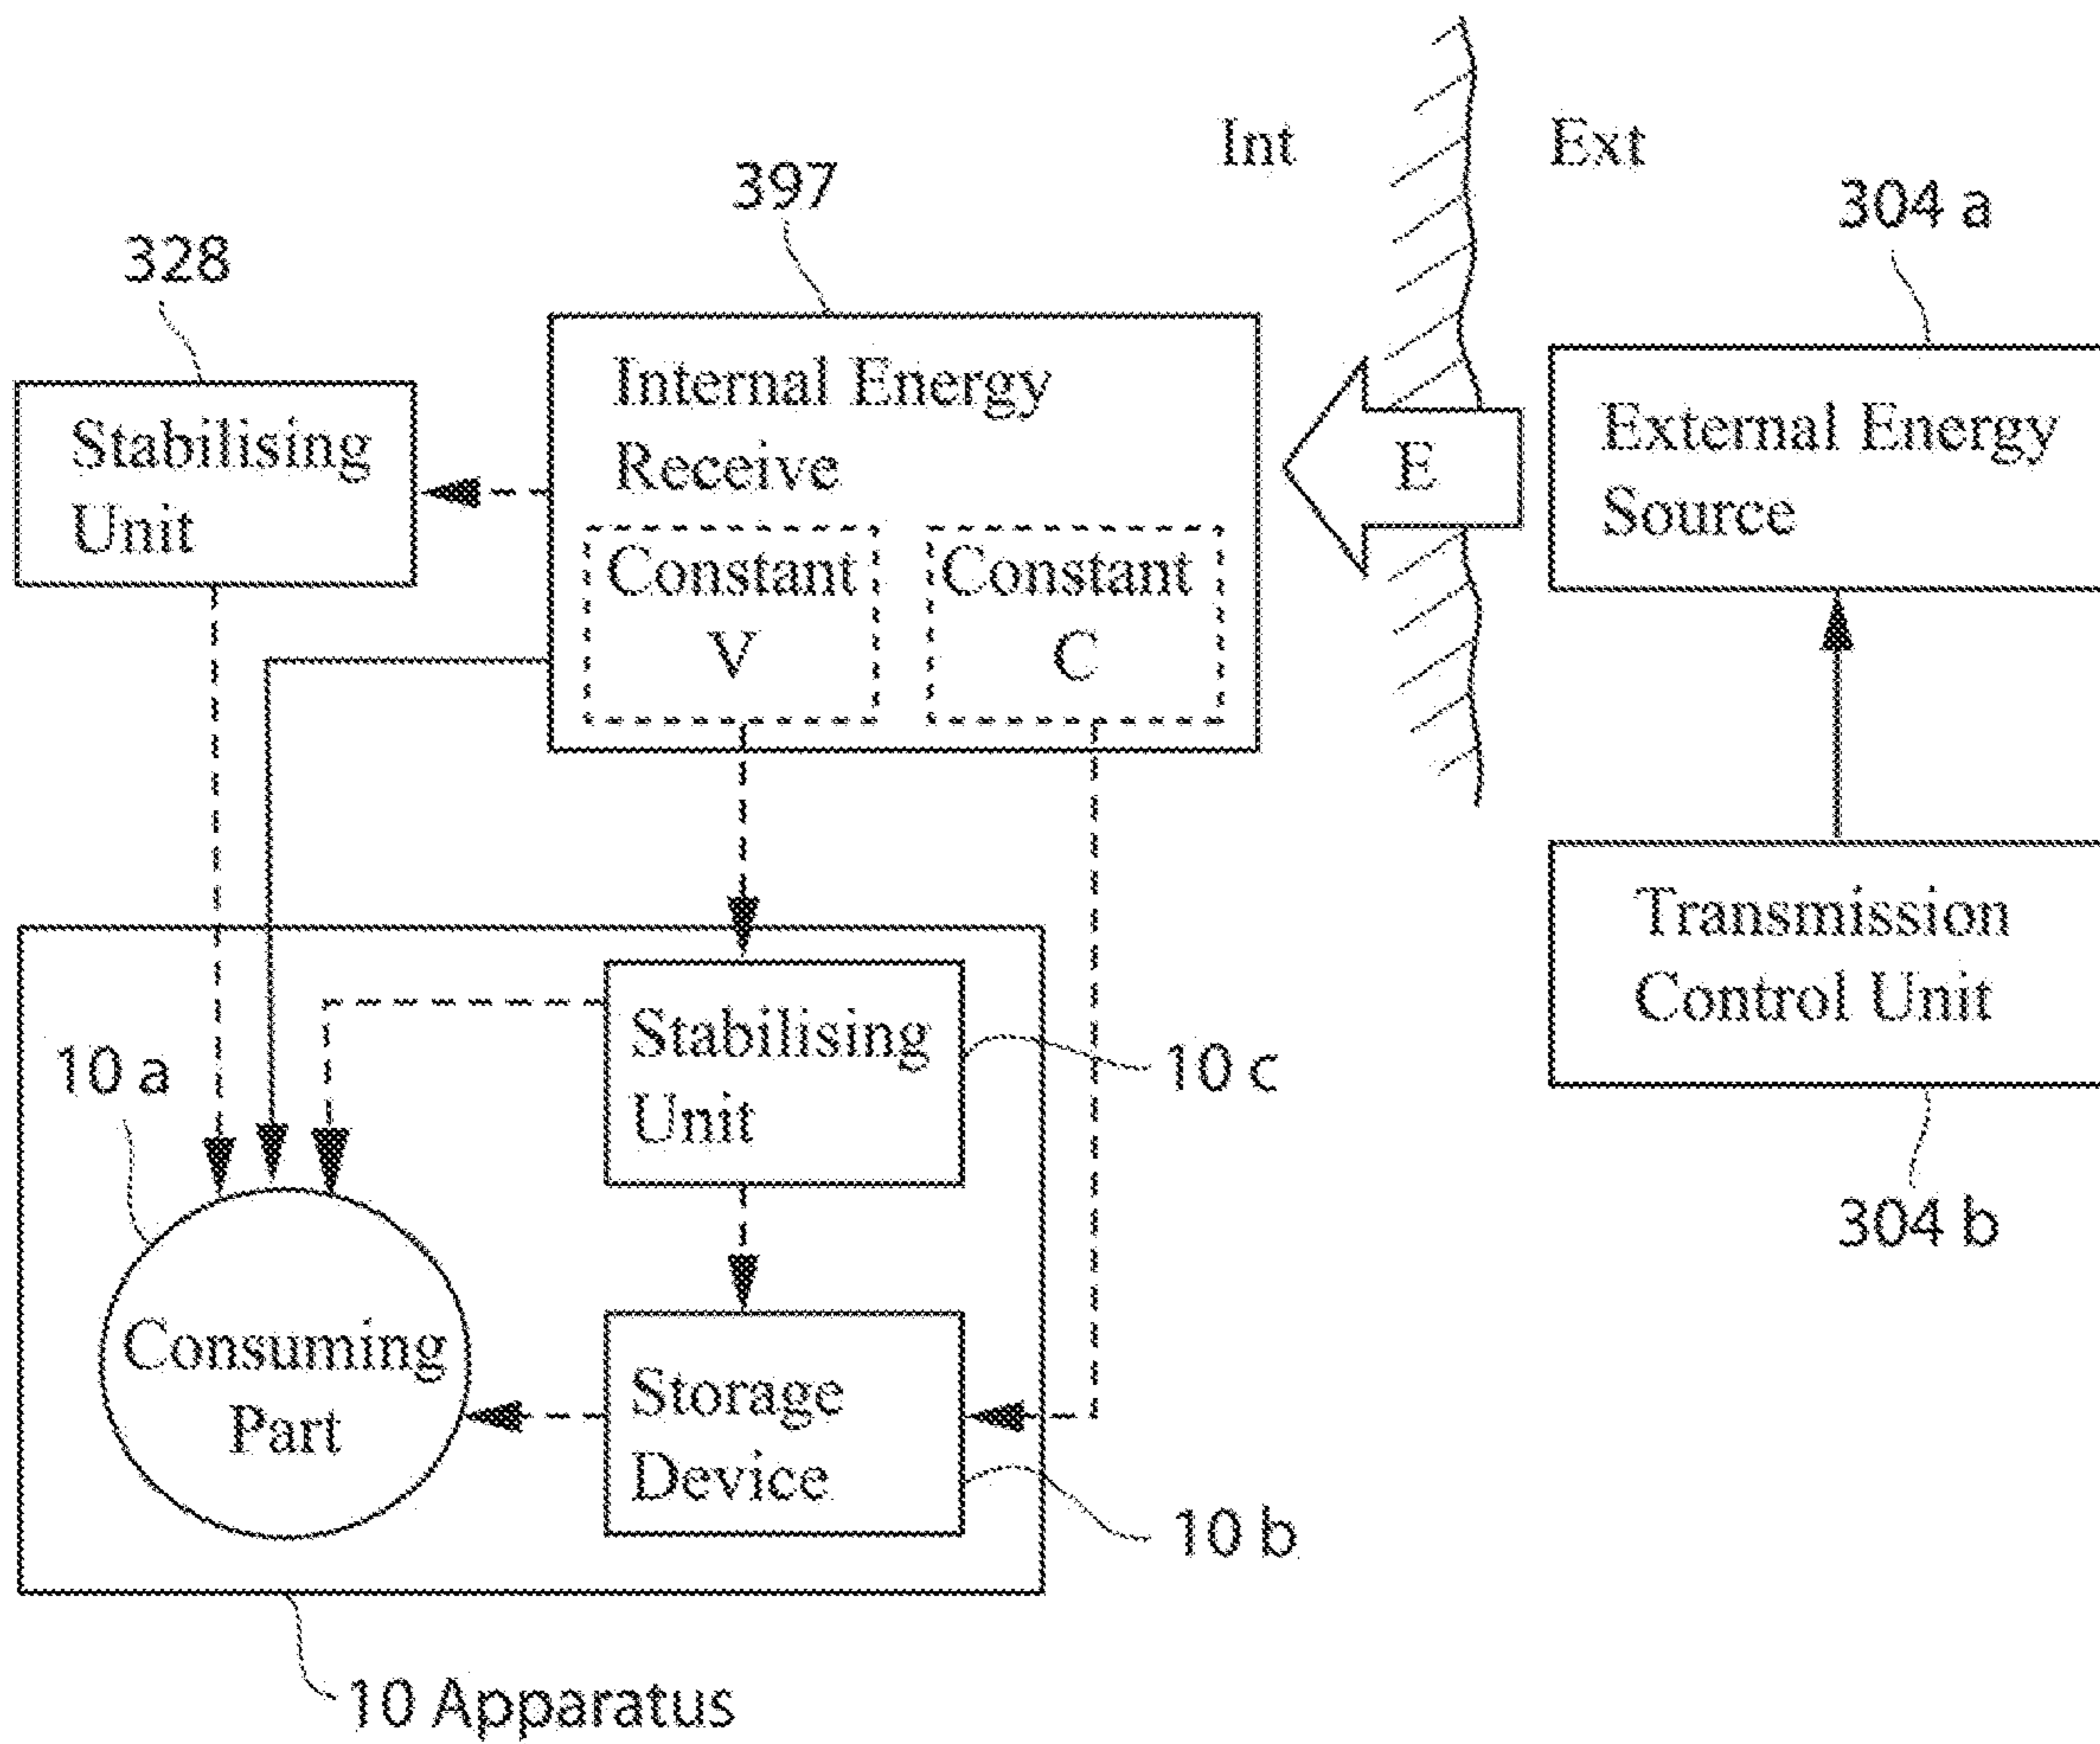 Int
Ext
397
304 a
328
Internal Energy
Receive
Stabilising
Unit
E
External Energy
Source
Constant
V
Constant
C
Transmission
Control Unit
Stabilising
Unit
10 a
10 c
304 b
Consuming
Part
Storage
Device
10 b
10 Apparatus